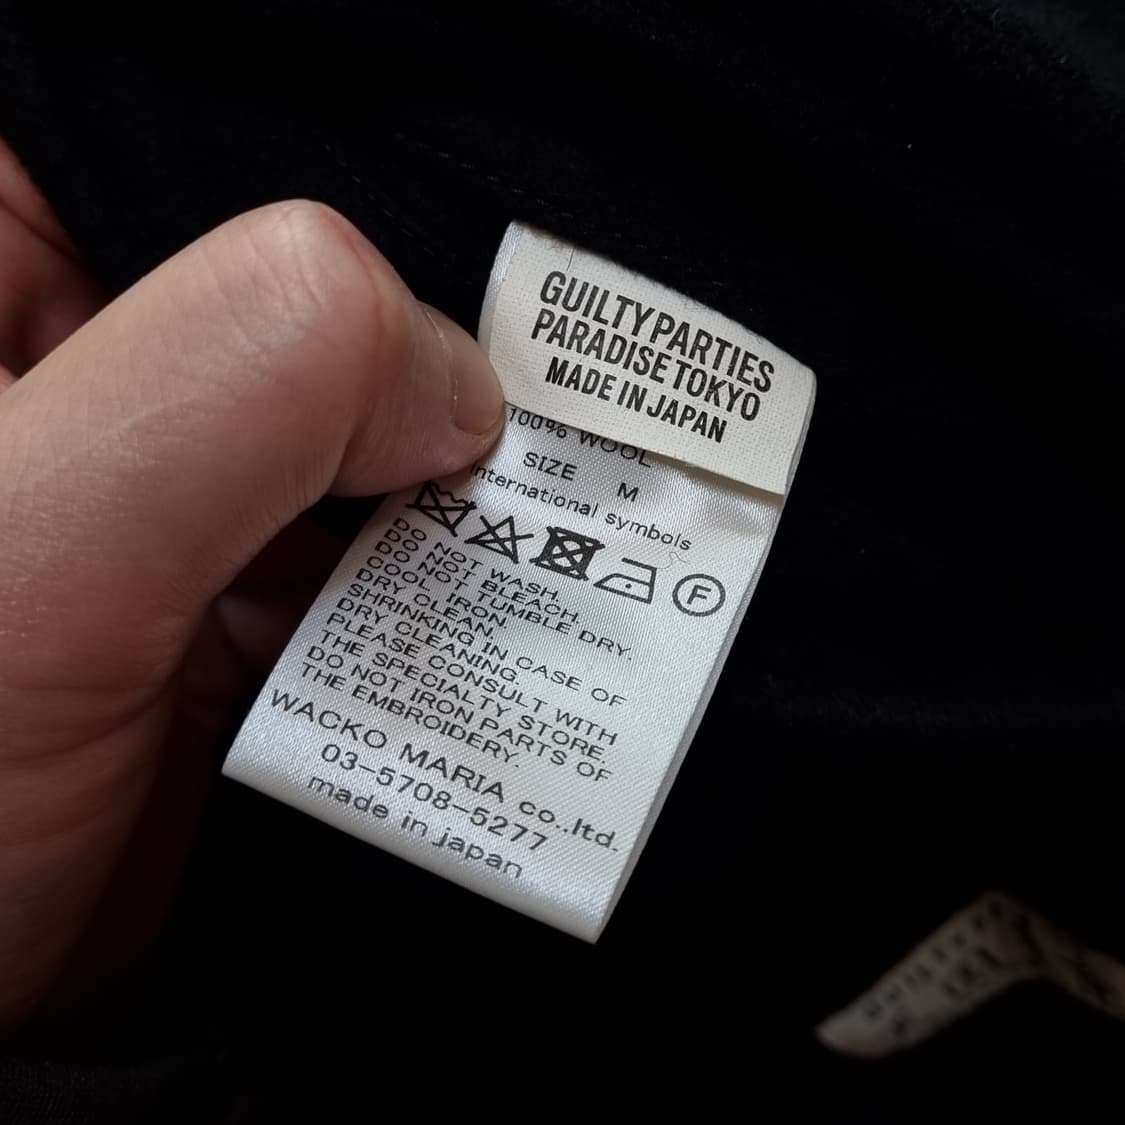 GUILTYPARTIES
PARADISE TOKYO
MADE IN JAPAN
100% WOOL
SIZE M
International symbols
F
DO NOT WASH.
DO NOT BLEACH.
DO NOT TUMBLE DRY.
COOL IRON
DRY CLEAN.
SHRINKING IN CASE OF
DRY CLEANING.
PLEASE CONSULT WITH
THE SPECIALTY STORE.
DO NOT IRON PARTS OF
THE EMBROIDERY.
WACKO MARIA co.,ltd.
03-5708-5277
made in japan